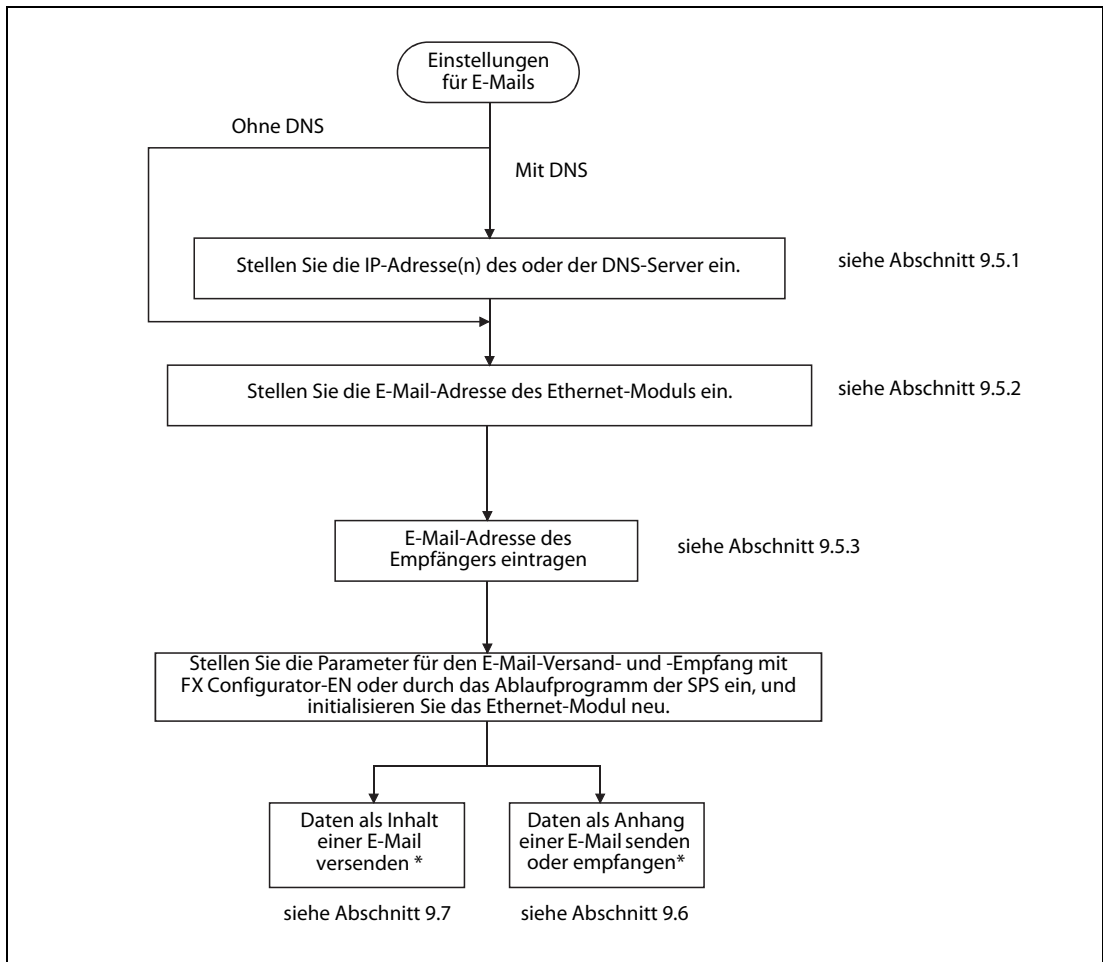 Einstellungen
für E-Mails
Ohne DNS
Mit DNS
Stellen Sie die IP-Adresse(n) des oder der DNS-Server ein.
siehe Abschnitt 9.5.1
Stellen Sie die E-Mail-Adresse des Ethernet-Moduls ein.
siehe Abschnitt 9.5.2
E-Mail-Adresse des
Empfängers eintragen
siehe Abschnitt 9.5.3
Stellen Sie die Parameter für den E-Mail-Versand- und -Empfang mit
FX Configurator-EN oder durch das Ablaufprogramm der SPS ein, und
initialisieren Sie das Ethernet-Modul neu.
Daten als Inhalt
einer E-Mail
versenden *
Daten als Anhang
einer E-Mail senden
oder empfangen*
siehe Abschnitt 9.7
siehe Abschnitt 9.6